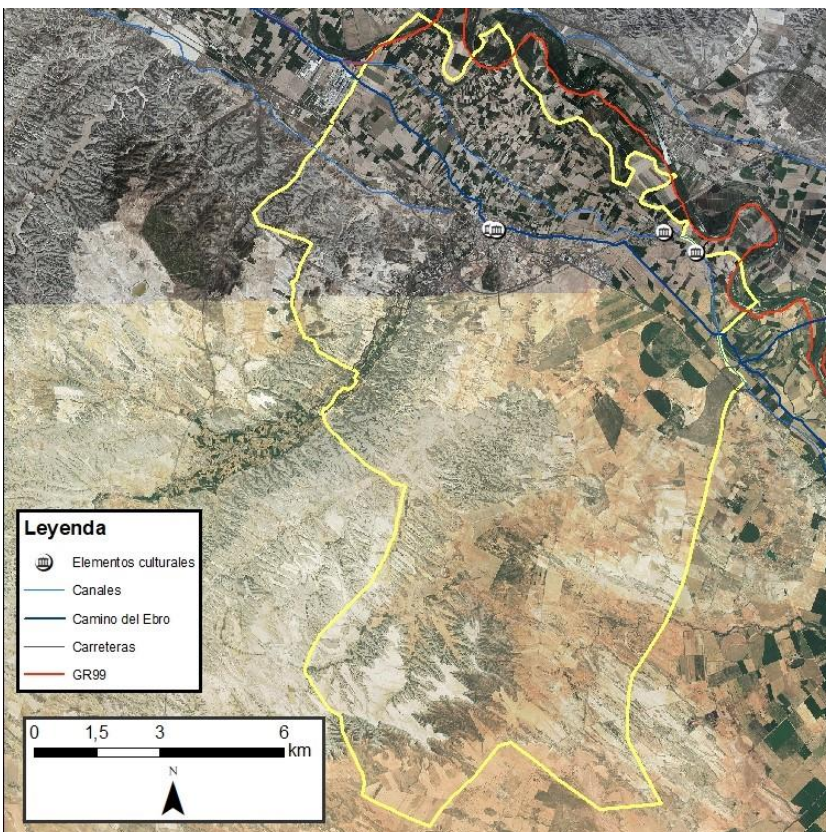 Leyenda
Elementos culturales
Canales
Camino del Ebro
Carreteras
GR99
0 1,5 3 6
km
N